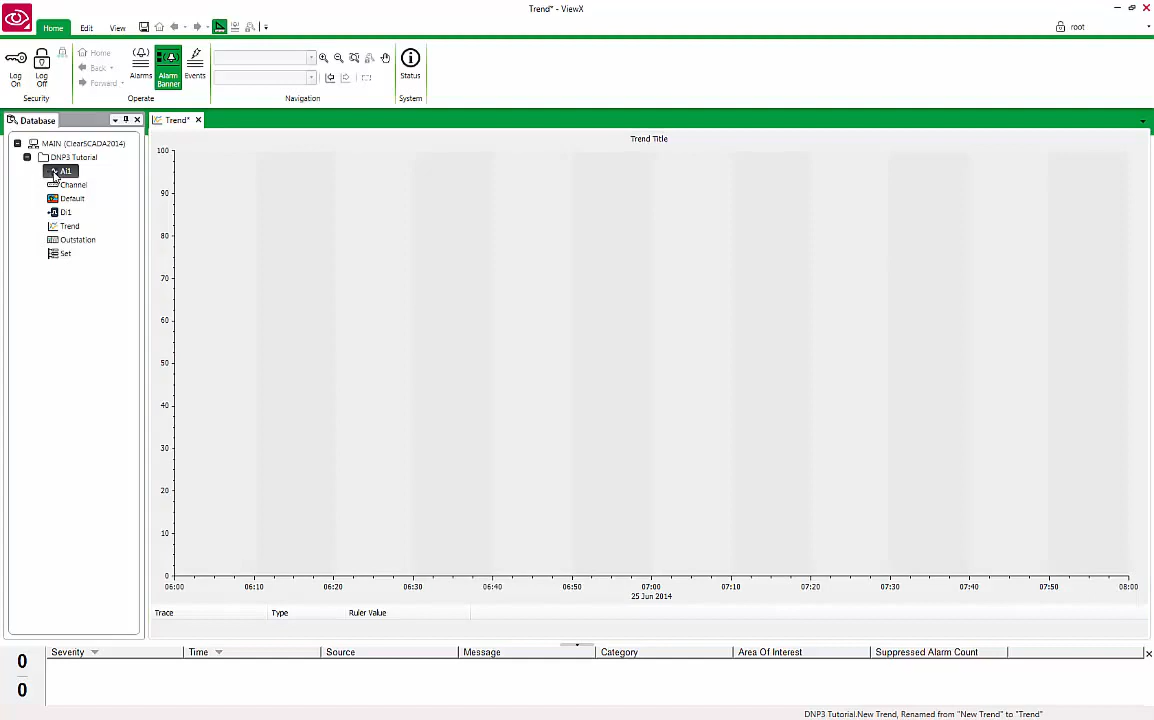 Trend* - ViewX
Home Edit View root
Log On
Log Off
Security
Home
Back
Forward
Alarms
Alarm Banner
Events
Operate
Navigation
Status
System
Database
Trend*
MAIN (ClearSCADA2014)
DNP3 Tutorial
Ai1
Channel
Default
Di1
Trend
Outstation
Set
Trend Title
100
90
80
70
60
50
40
30
20
10
0
06:00 06:10 06:20 06:30 06:40 06:50 07:00 07:10 07:20 07:30 07:40 07:50 08:00
25 Jun 2014
Trace Type Ruler Value
0
0
Severity Time Source Message Category Area Of Interest Suppressed Alarm Count
DNP3 Tutorial.New Trend, Renamed from "New Trend" to "Trend"